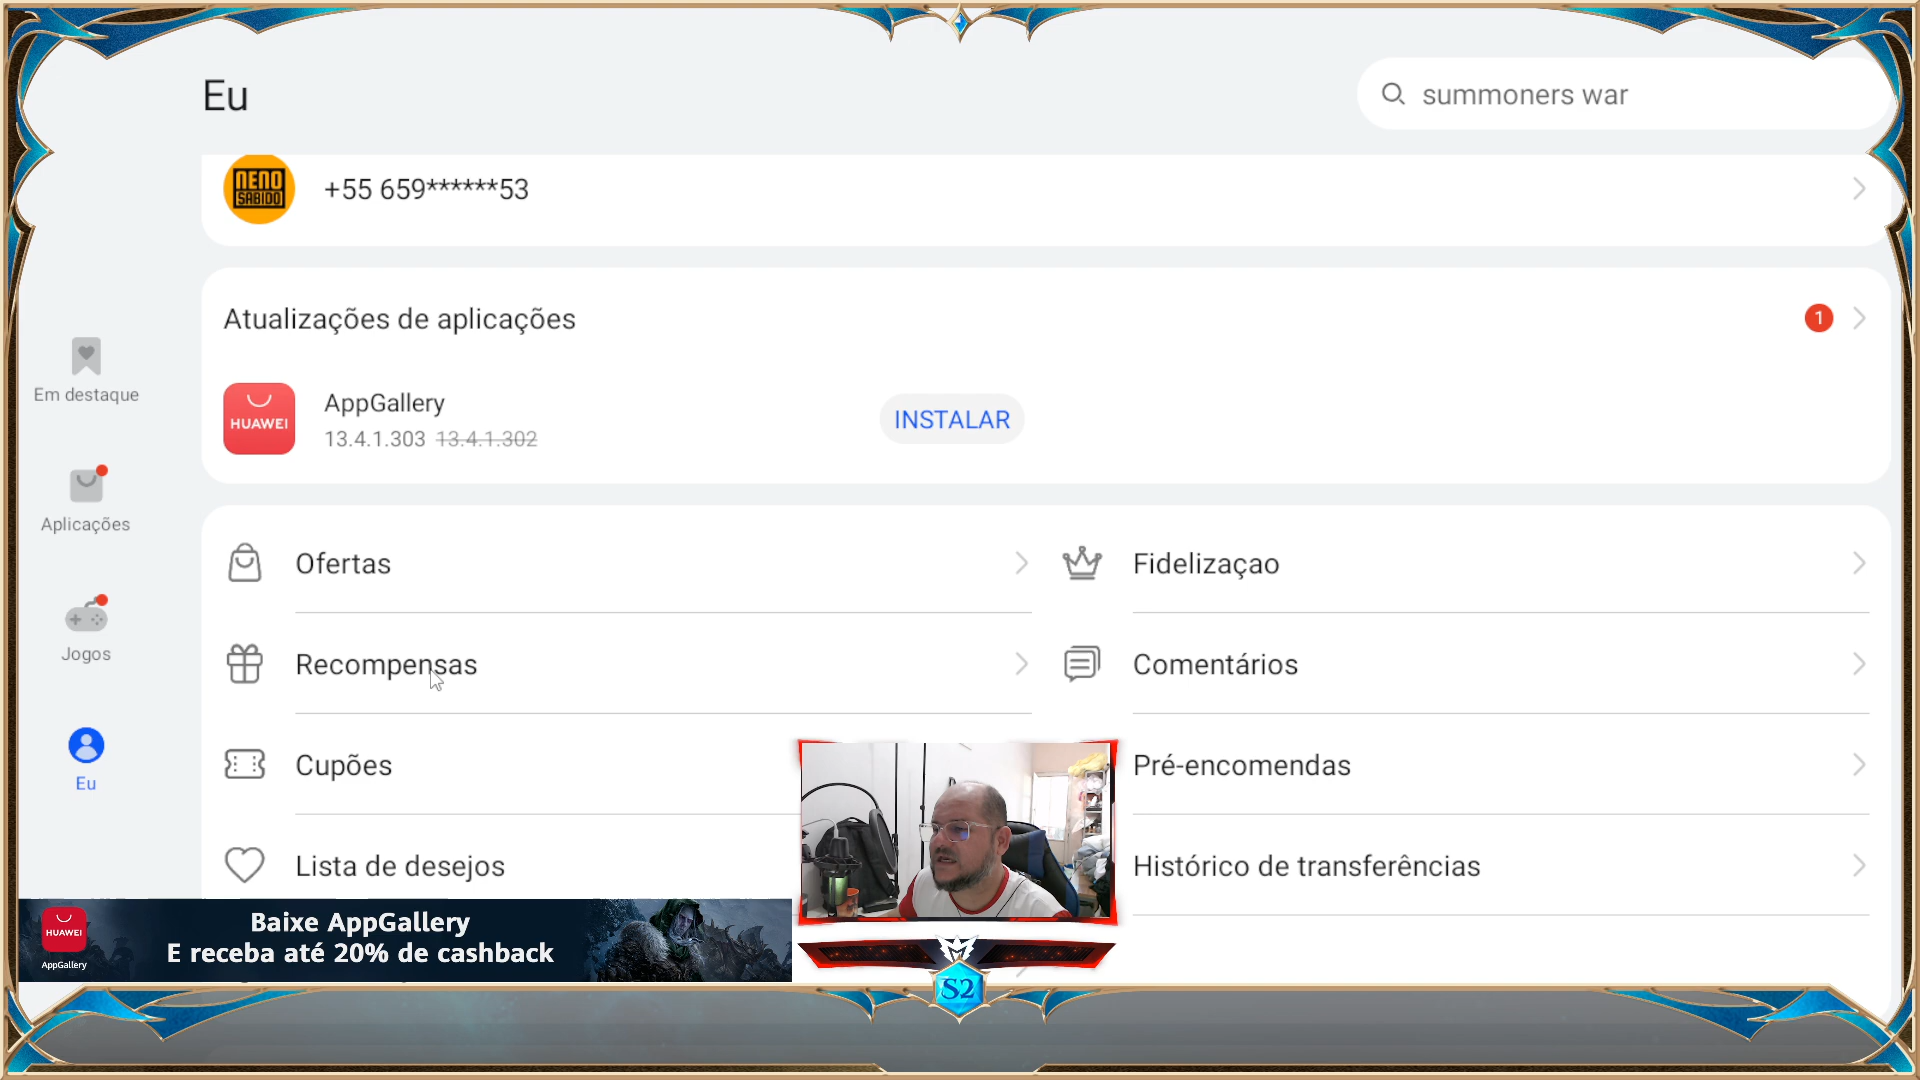 Eu
summoners war
NENO
SABIDO
+55 659******53
Atualizações de aplicações
1
HUAWEI
AppGallery
13.4.1.303 13.4.1.302
INSTALAR
Em destaque
Aplicações
Jogos
Eu
Ofertas
Fidelizaçao
Recompensas
Comentários
Cupões
Pré-encomendas
Lista de desejos
Histórico de transferências
HUAWEI
AppGallery
Baixe AppGallery
E receba até 20% de cashback
S2